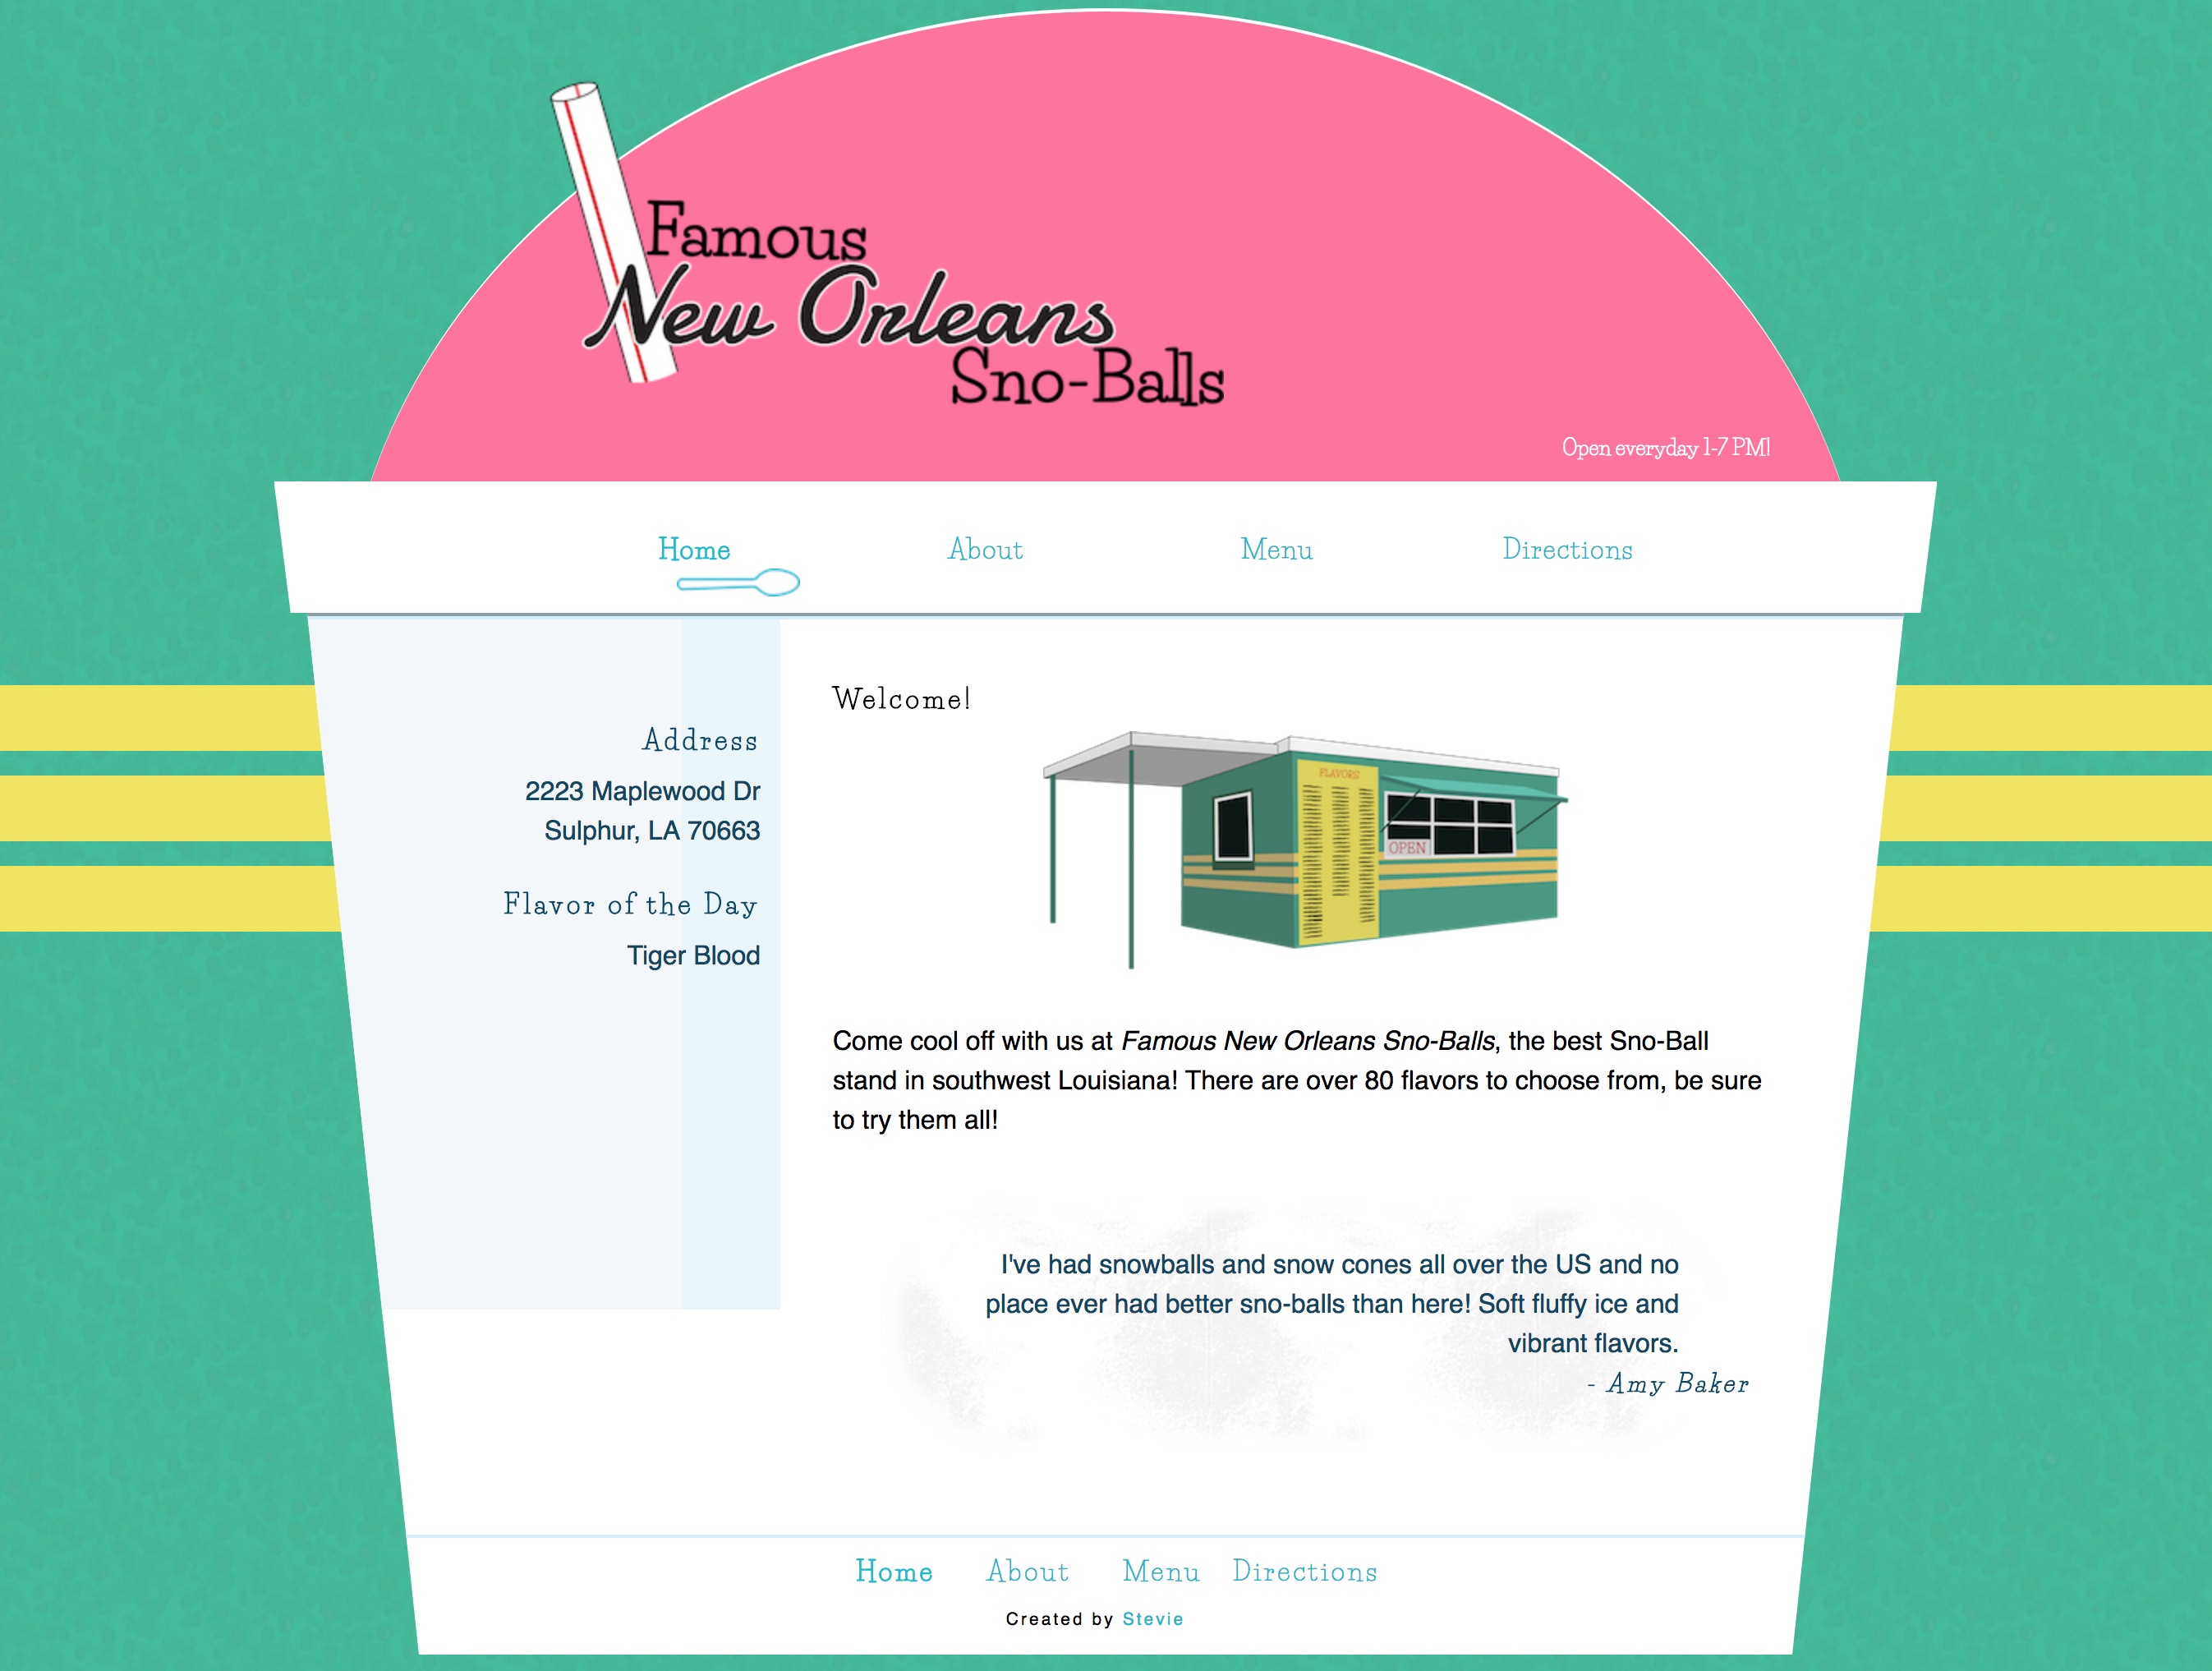 Famous
New Orleans
Sno-Balls
Open everyday 1-7 PM!
Home About Menu Directions
Address
2223 Maplewood Dr
Sulphur, LA 70663
Flavor of the Day
Tiger Blood
Welcome!
FLAVORS
OPEN
Come cool off with us at Famous New Orleans Sno-Balls, the best Sno-Ball
stand in southwest Louisiana! There are over 80 flavors to choose from, be sure
to try them all!
I've had snowballs and snow cones all over the US and no
place ever had better sno-balls than here! Soft fluffy ice and
vibrant flavors.
- Amy Baker
Home About Menu Directions
Created by Stevie